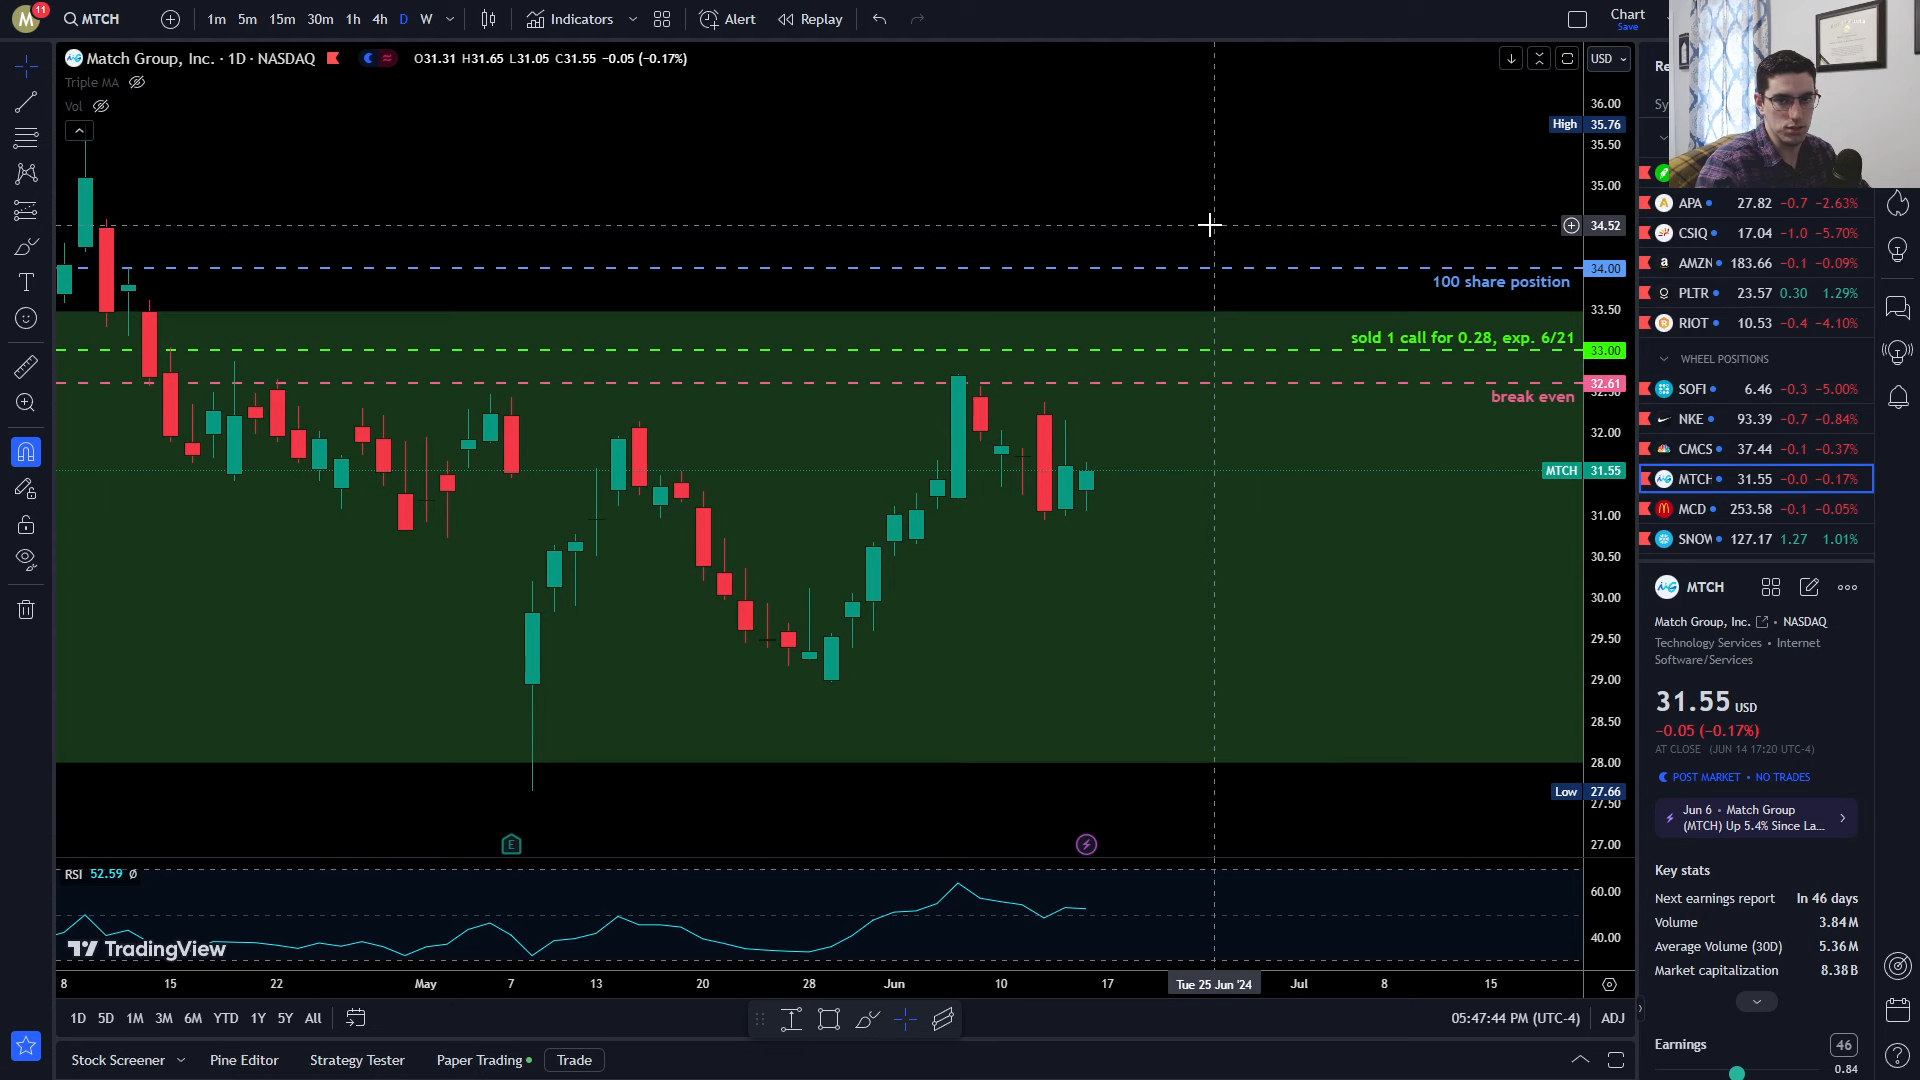 M 11 MTCH 1m 5m 15m 30m 1h 4h D W Indicators Alert Replay Chart
Save
Match Group, Inc. · 1D · NASDAQ O31.31 H31.65 L31.05 C31.55 -0.05 (-0.17%) USD
Triple MA
Vol
36.00
High 35.76
35.50
35.00
34.52
34.00
100 share position
33.50
sold 1 call for 0.28, exp. 6/21
33.00
32.61
32.50
break even
32.00
MTCH 31.55
31.00
30.50
30.00
29.50
29.00
28.50
28.00
Low 27.66
27.50
27.00
E
RSI 52.59 Ø
60.00
40.00
TradingView
8 15 22 May 7 13 20 28 Jun 10 17 Tue 25 Jun '24 Jul 8 15
1D 5D 1M 3M 6M YTD 1Y 5Y All 05:47:44 PM (UTC-4) ADJ
Stock Screener Pine Editor Strategy Tester Paper Trading Trade
Re
Sy
APA 27.82 -0.7 -2.63%
CSIQ 17.04 -1.0 -5.70%
AMZN 183.66 -0.1 -0.09%
PLTR 23.57 0.30 1.29%
RIOT 10.53 -0.4 -4.10%
WHEEL POSITIONS
SOFI 6.46 -0.3 -5.00%
NKE 93.39 -0.7 -0.84%
CMCS 37.44 -0.1 -0.37%
MTCH 31.55 -0.0 -0.17%
MCD 253.58 -0.1 -0.05%
SNOW 127.17 1.27 1.01%
MTCH
Match Group, Inc. • NASDAQ
Technology Services • Internet
Software/Services
31.55 USD
-0.05 (-0.17%)
AT CLOSE (JUN 14 17:20 UTC-4)
POST MARKET • NO TRADES
Jun 6 • Match Group
(MTCH) Up 5.4% Since La...
Key stats
Next earnings report In 46 days
Volume 3.84M
Average Volume (30D) 5.36M
Market capitalization 8.38B
Earnings 46
0.84